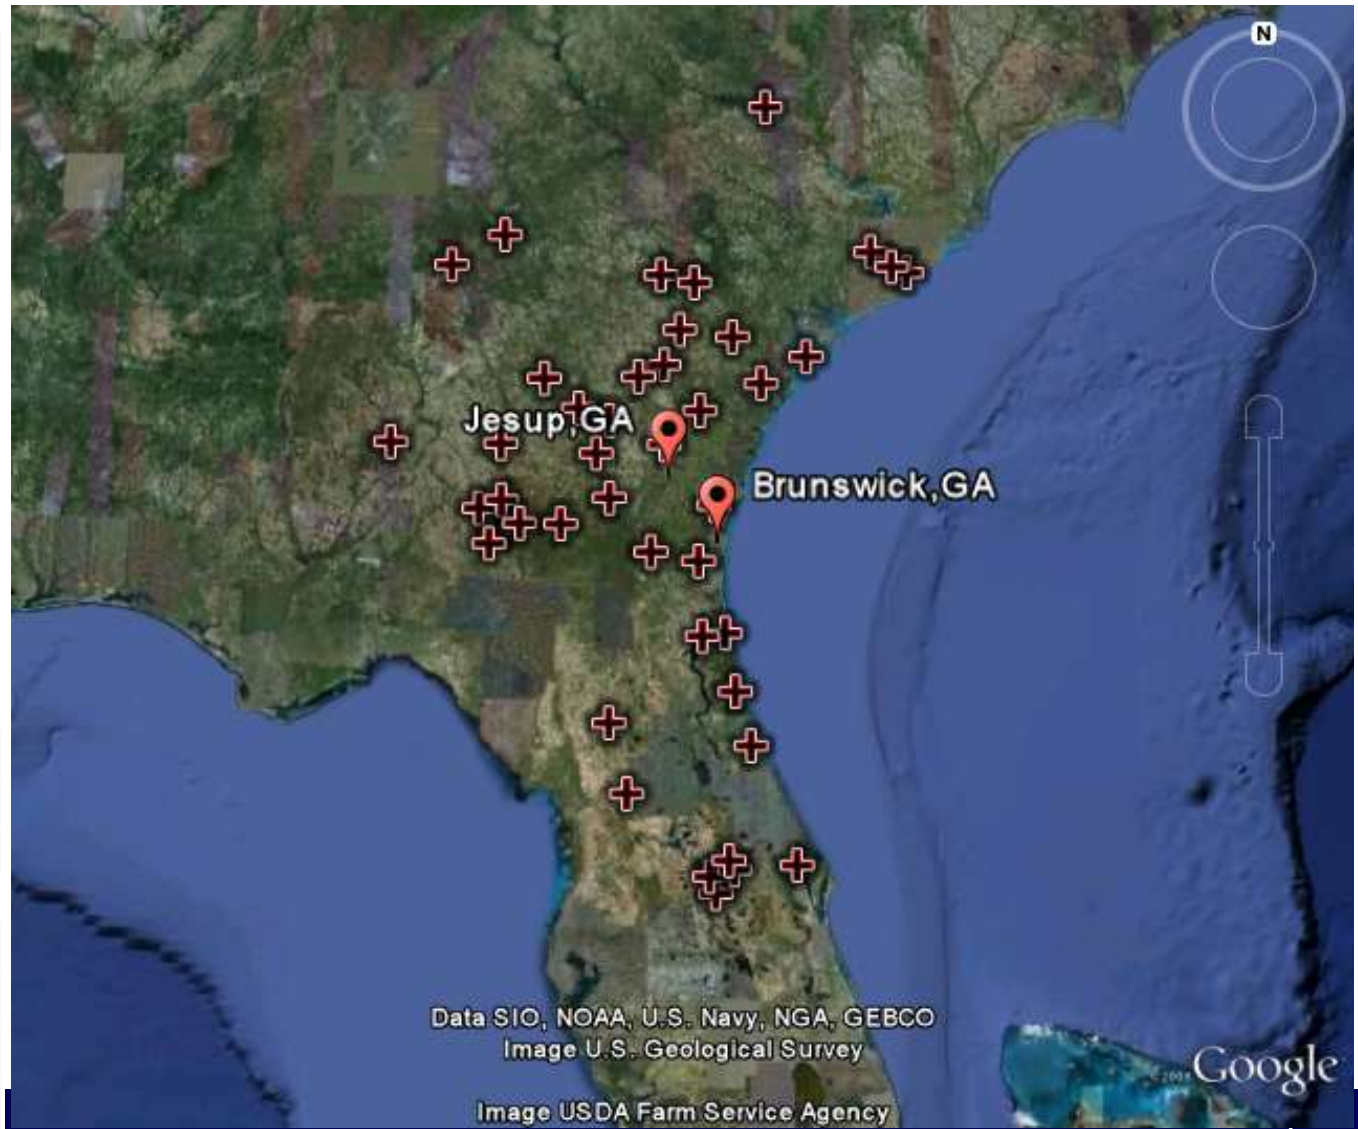 N
Jesup,GA
Brunswick,GA
Data SIO, NOAA, U.S. Navy, NGA, GEBCO
Image U.S. Geological Survey
Google
Image USDA Farm Service Agency